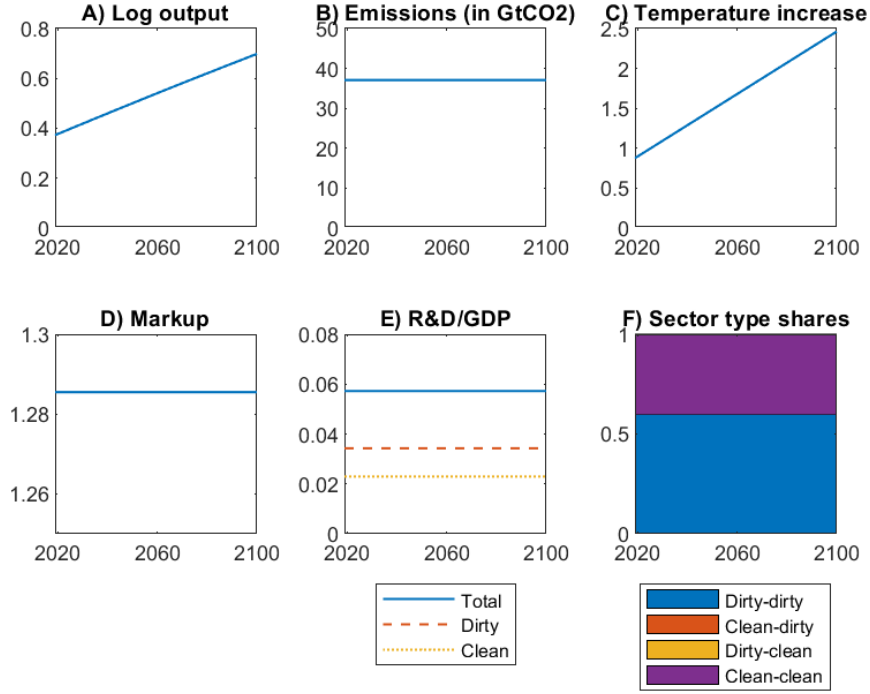 A) Log output
0.8
0.6
0.4
0.2
0
2020 2060 2100
B) Emissions (in GtCO2)
50
40
30
20
10
0
2020 2060 2100
C) Temperature increase
2.5
2
1.5
1
0.5
0
2020 2060 2100
D) Markup
1.3
1.28
1.26
2020 2060 2100
E) R&D/GDP
0.08
0.06
0.04
0.02
0
2020 2060 2100
F) Sector type shares
1
0.5
0
2020 2060 2100
Total
Dirty
Clean
Dirty-dirty
Clean-dirty
Dirty-clean
Clean-clean